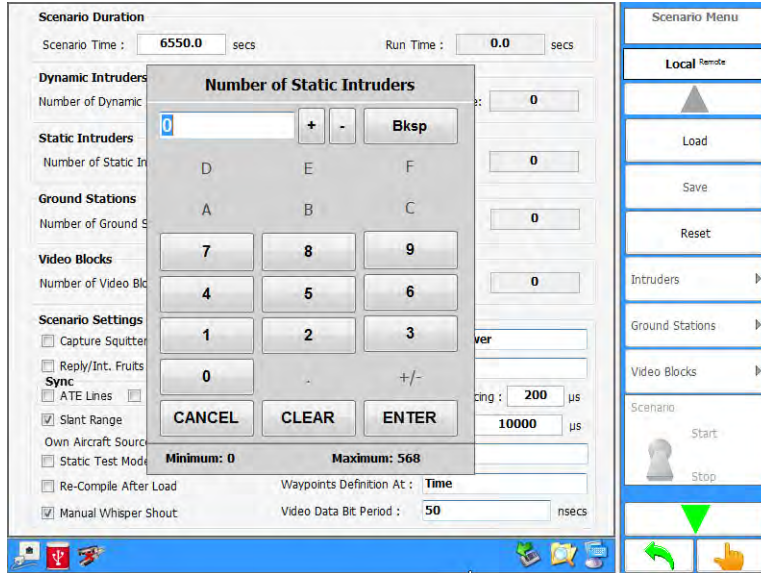 Scenario Duration
Scenario Time : 6550.0 secs Run Time : 0.0 secs
Dynamic Intruders
Number of Dynamic 0
Static Intruders
Number of Static In 0
Ground Stations
Number of Ground S 0
Video Blocks
Number of Video Blo 0
Scenario Settings
Capture Squitter
Reply/Int. Fruits
Sync
ATE Lines 200 µs
Slant Range 10000 µs
Own Aircraft Source
Static Test Mode
Re-Compile After Load Waypoints Definition At : Time
Manual Whisper Shout Video Data Bit Period : 50 nsecs
Number of Static Intruders
0 + - Bksp
D E F
A B C
7 8 9
4 5 6
1 2 3
0 . +/-
CANCEL CLEAR ENTER
Minimum: 0 Maximum: 568
Scenario Menu
Local Remote
Load
Save
Reset
Intruders
Ground Stations
Video Blocks
Scenario
Start
Stop